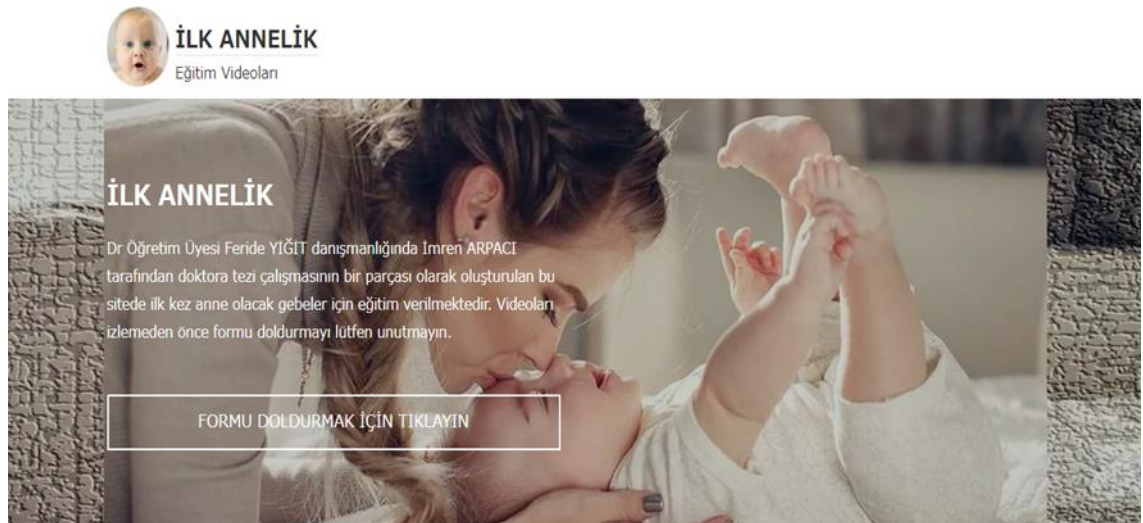 İLK ANNELİK
Eğitim Videoları
İLK ANNELİK
Dr Öğretim Üyesi Feride YİĞİT danışmanlığında İmren ARPACI
tarafından doktora tezi çalışmasının bir parçası olarak oluşturulan bu
sitede ilk kez anne olacak gebeler için eğitim verilmektedir. Videoları
izlemeden önce formu doldurmayı lütfen unutmayın.
FORMU DOLDURMAK İÇİN TIKLAYIN